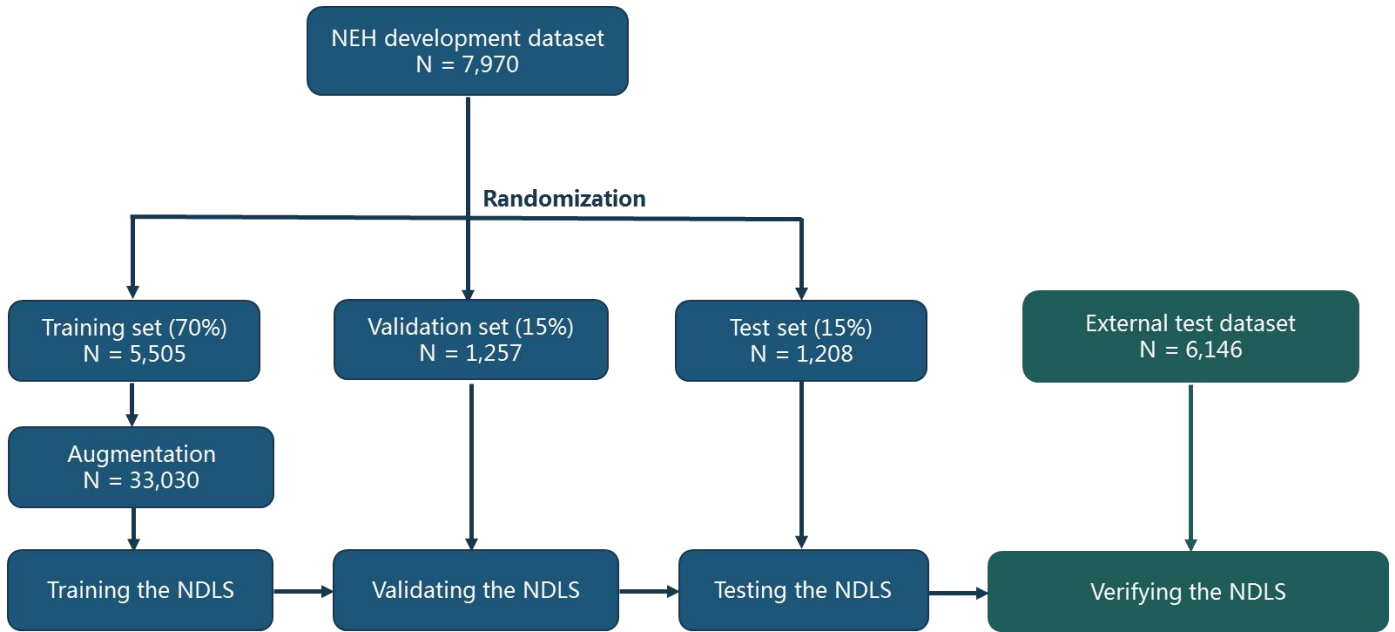 NEH development dataset
N = 7,970
Randomization
Training set (70%)
N = 5,505
Validation set (15%)
N = 1,257
Test set (15%)
N = 1,208
External test dataset
N = 6,146
Augmentation
N = 33,030
Training the NDLS
Validating the NDLS
Testing the NDLS
Verifying the NDLS